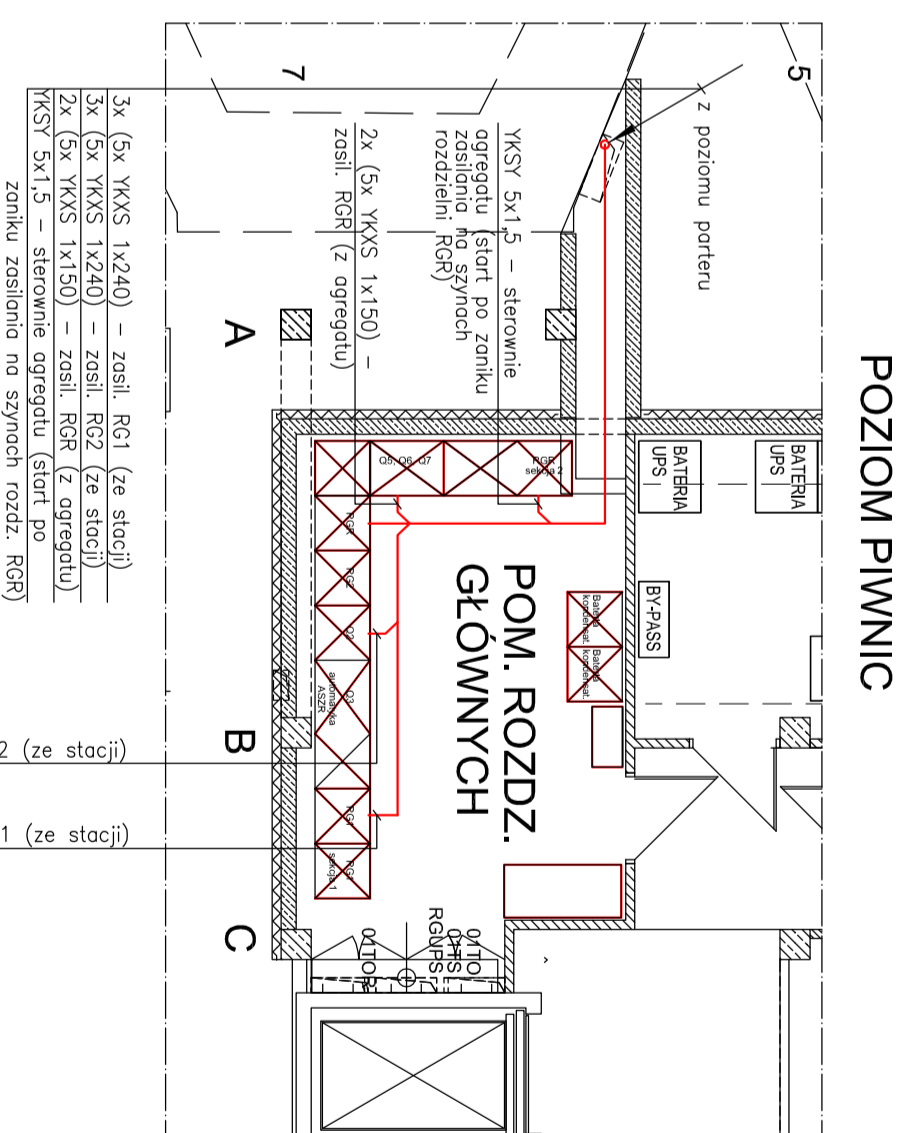 POZIOM PIWNIC
5
7
z poziomu parteru
YKSY 5x1,5 – sterownie
agregatu (start po zaniku
zasilania na szynach
rozdzielni RGR)
2x (5x YKXS 1x150) –
zasil. RGR (z agregatu)
3x (5x YKXS 1x240) – zasil. RG1 (ze stacji)
3x (5x YKXS 1x240) – zasil. RG2 (ze stacji)
2x (5x YKXS 1x150) – zasil. RGR (z agregatu)
YKSY 5x1,5 – sterownie agregatu (start po
zaniku zasilania na szynach rozdz. RGR)
A
B
C
BATERIA
UPS
BATERIA
UPS
BY-PASS
Bateria
kondensat.
Bateria
kondensat.
POM. ROZDZ.
GŁÓWNYCH
RGR
sekcja 2
Q5, Q6, Q7
RGR
RG2
Q2
Q3
automatyka
ASZR
RG1
RG1
sekcja 1
2 (ze stacji)
1 (ze stacji)
01TO
01TS
RGUPS
01TOR